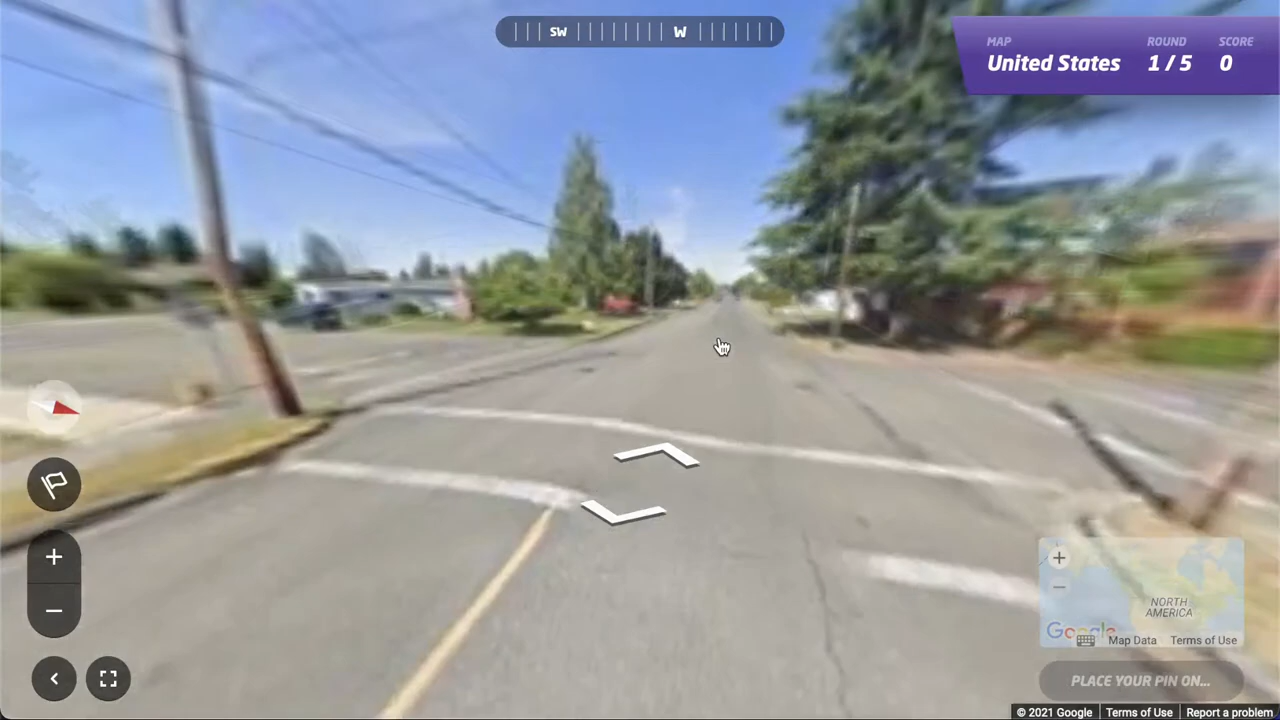 SW W
MAP ROUND SCORE
United States 1 / 5 0
NORTH
AMERICA
Google
Map Data Terms of Use
PLACE YOUR PIN ON...
© 2021 Google Terms of Use Report a problem